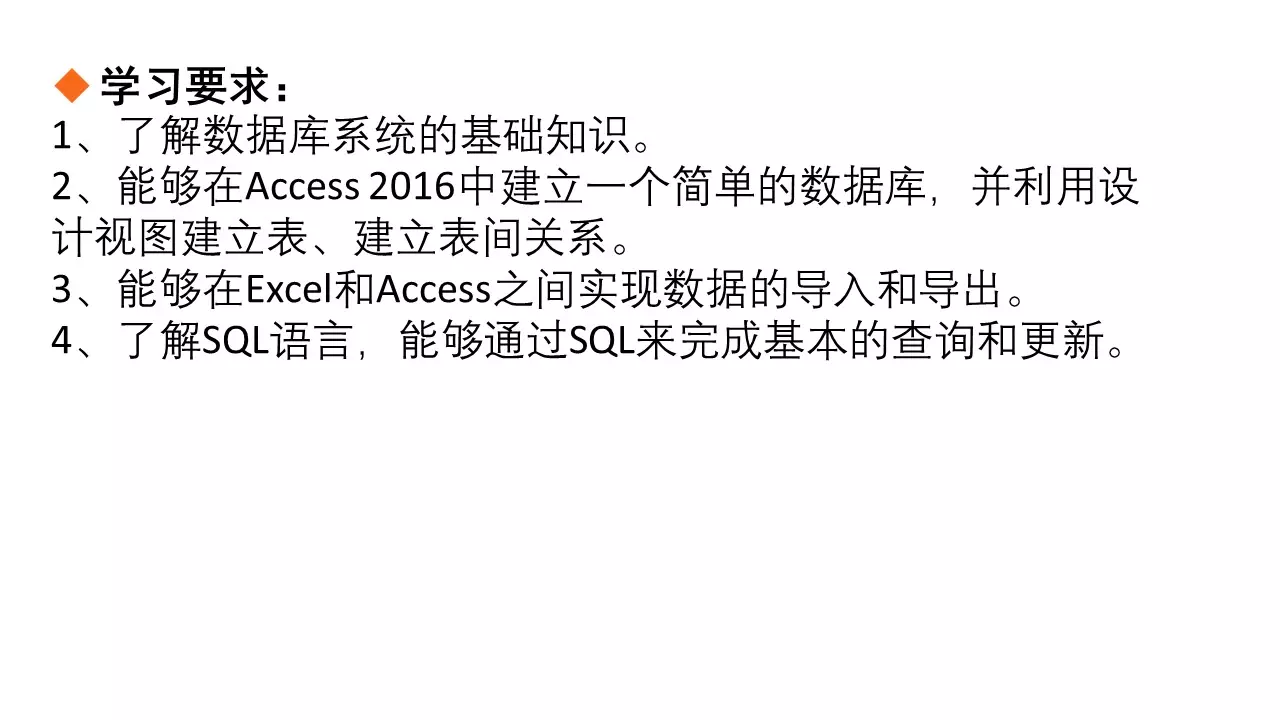 ◆ 学习要求：
1、了解数据库系统的基础知识。
2、能够在Access 2016中建立一个简单的数据库，并利用设
计视图建立表、建立表间关系。
3、能够在Excel和Access之间实现数据的导入和导出。
4、了解SQL语言，能够通过SQL来完成基本的查询和更新。